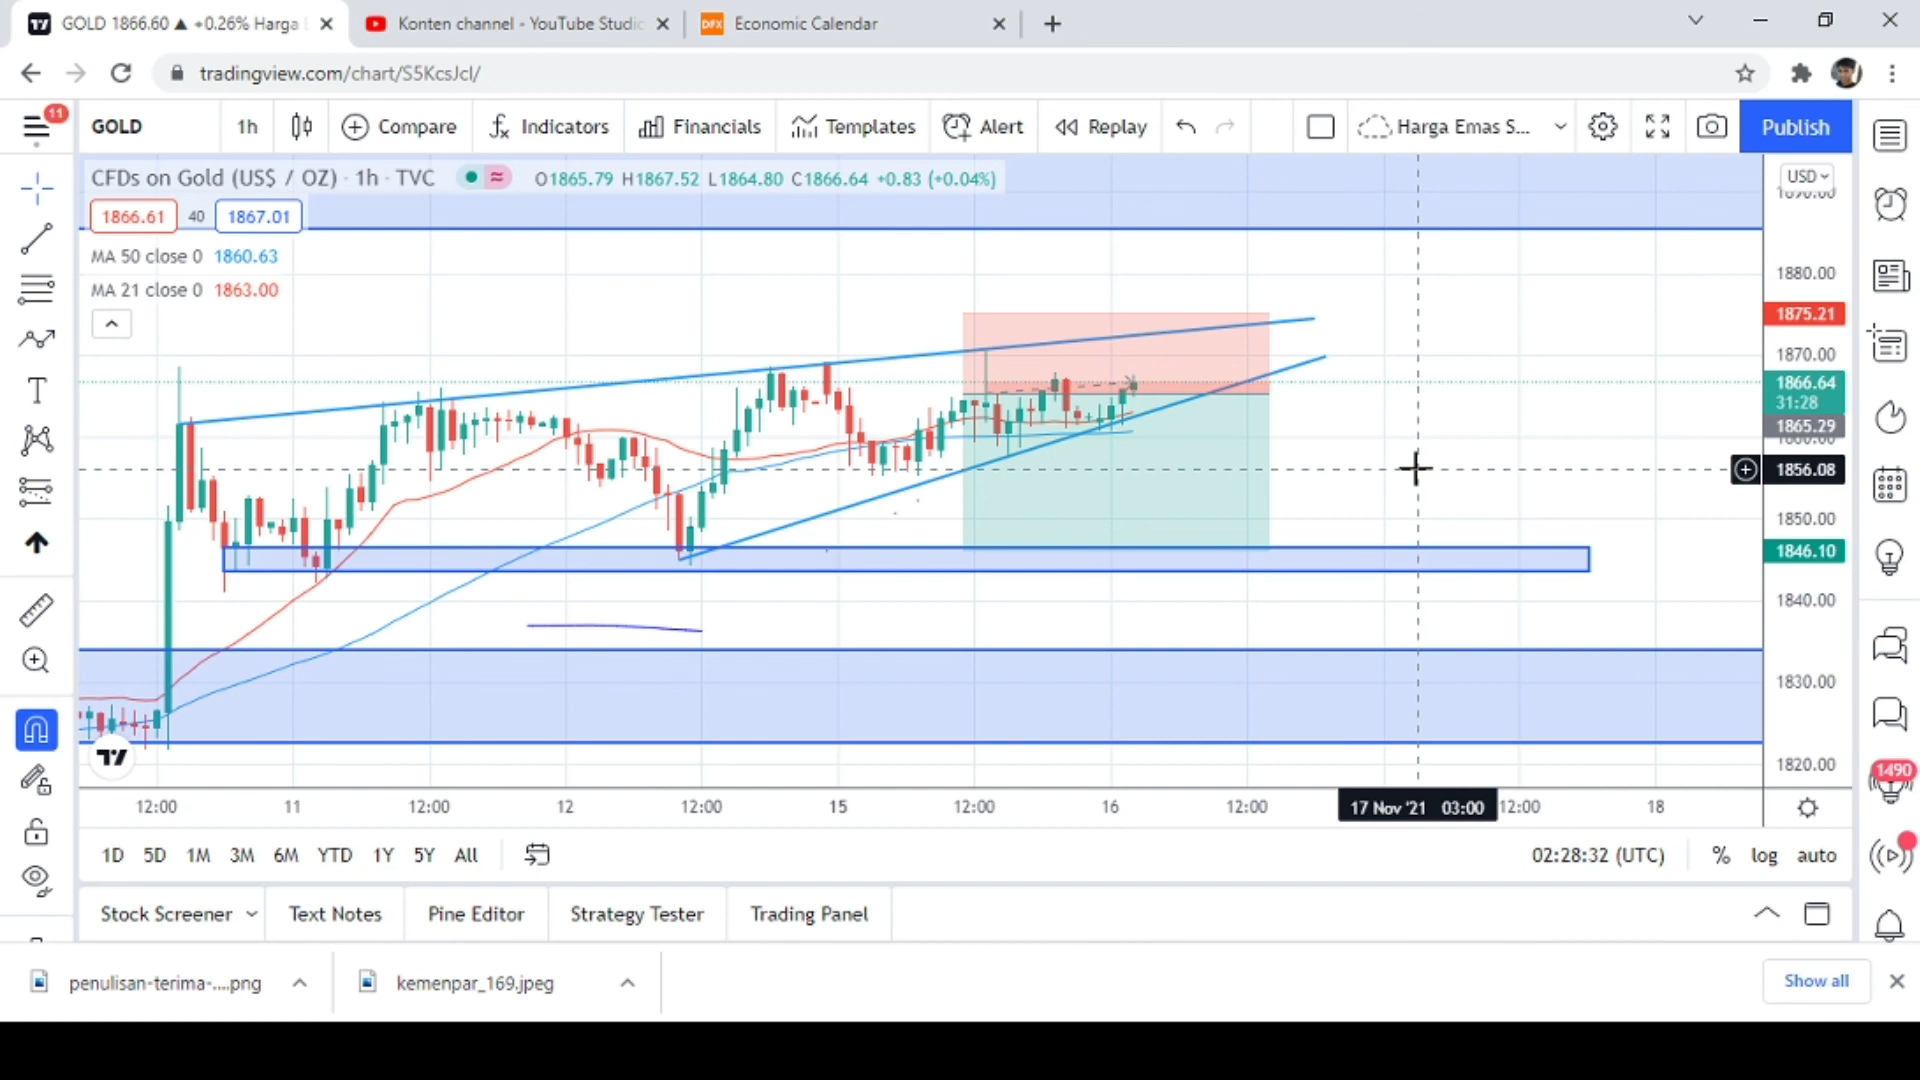 GOLD 1866.60 ▲ +0.26% Harga
Konten channel - YouTube Studio
DFX Economic Calendar
tradingview.com/chart/S5KcsJcl/
11
GOLD 1h Compare Indicators Financials Templates Alert Replay Harga Emas S... Publish
CFDs on Gold (US$ / OZ) · 1h · TVC O1865.79 H1867.52 L1864.80 C1866.64 +0.83 (+0.04%)
USD
1890.00
1866.61 40 1867.01
MA 50 close 0 1860.63
MA 21 close 0 1863.00
1880.00
1875.21
1870.00
1866.64
31:28
1865.29
1860.00
1856.08
1850.00
1846.10
1840.00
1830.00
1820.00
1490
12:00 11 12:00 12 12:00 15 12:00 16 12:00 17 Nov '21 03:00 12:00 18
1D 5D 1M 3M 6M YTD 1Y 5Y All 02:28:32 (UTC) % log auto
Stock Screener Text Notes Pine Editor Strategy Tester Trading Panel
penulisan-terima-....png kemenpar_169.jpeg Show all